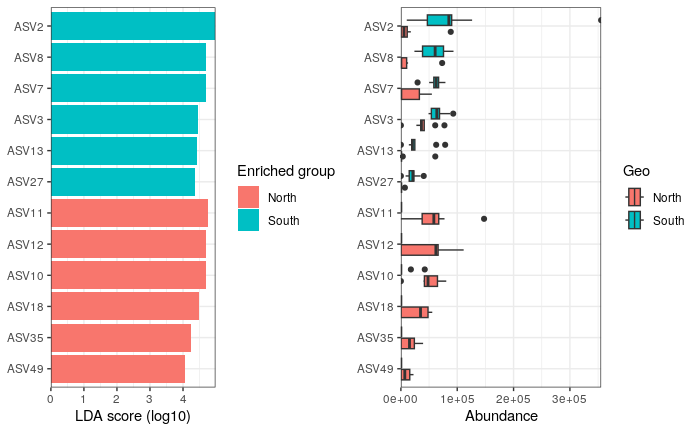 ASV2
ASV8
ASV7
ASV3
ASV13
ASV27
ASV11
ASV12
ASV10
ASV18
ASV35
ASV49
0 1 2 3 4
LDA score (log10)
Enriched group
North
South
ASV2
ASV8
ASV7
ASV3
ASV13
ASV27
ASV11
ASV12
ASV10
ASV18
ASV35
ASV49
0e+00 1e+05 2e+05 3e+05
Abundance
Geo
North
South